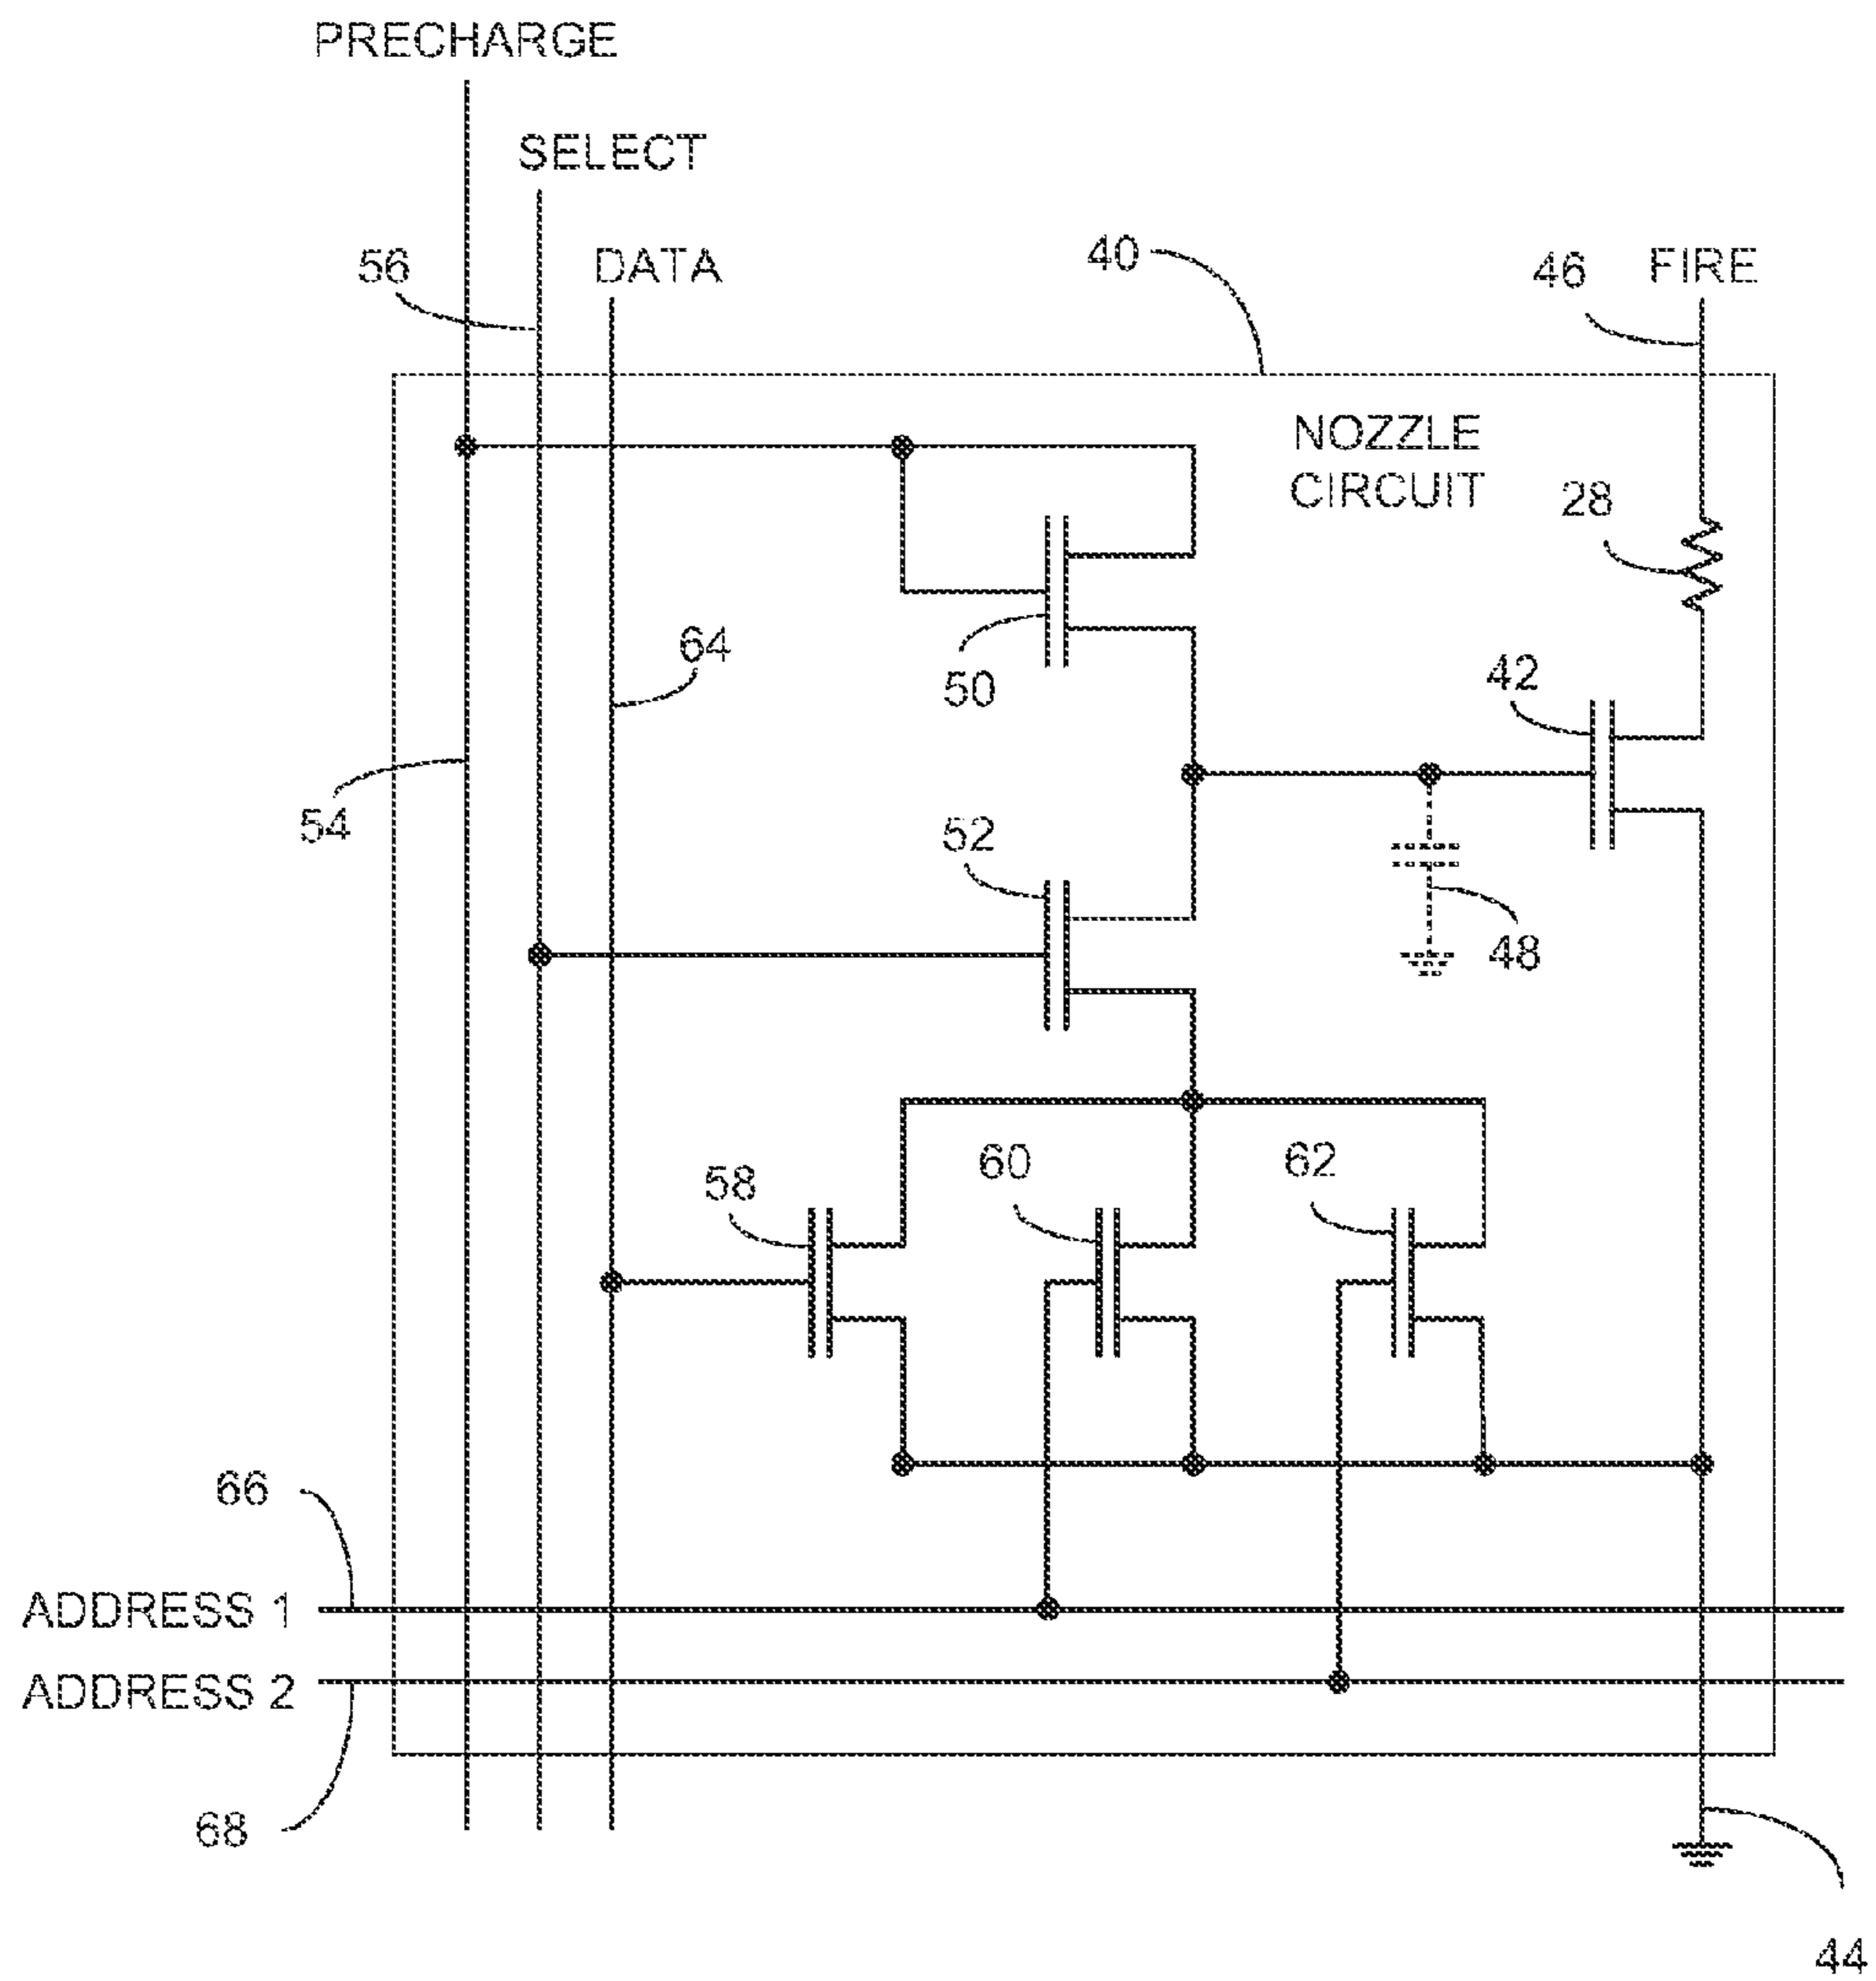 PRECHARGE
SELECT
56
DATA
40
46
FIRE
NOZZLE
CIRCUIT
28
64
50
42
54
52
48
58
60
62
66
ADDRESS 1
ADDRESS 2
68
44